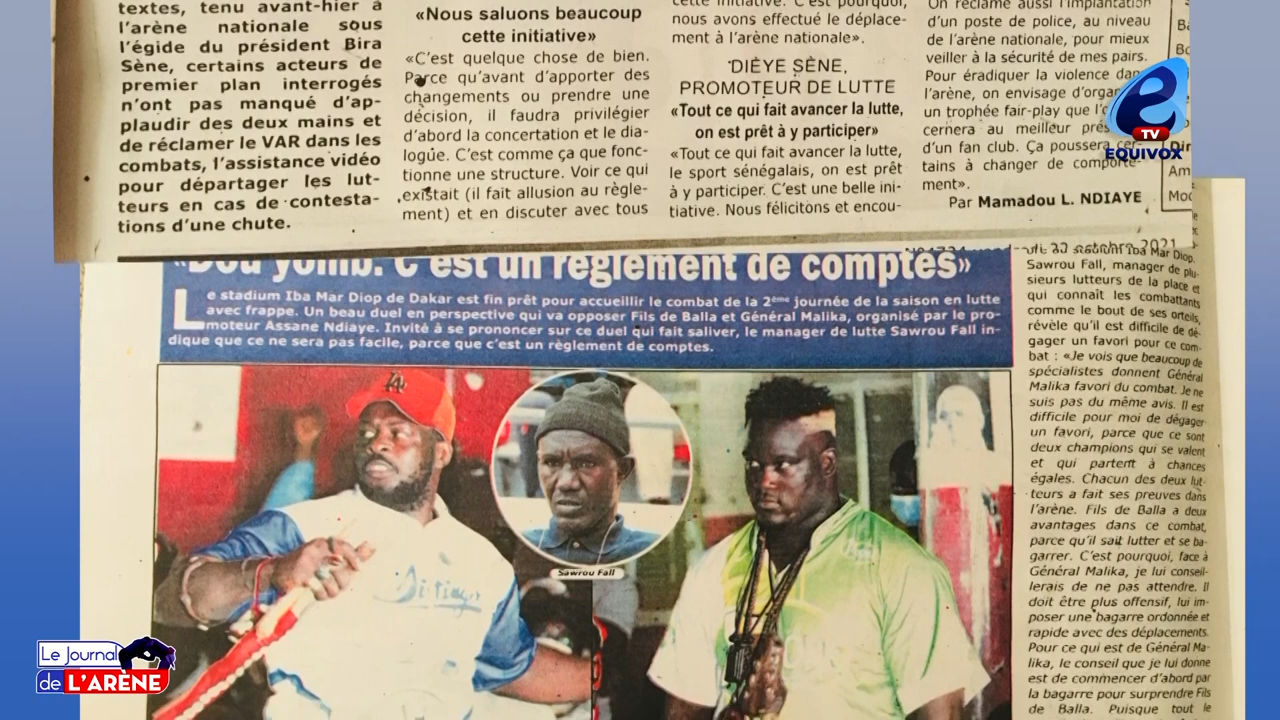 textes, tenu avant-hier à
l'arène nationale sous
l'égide du président Bira
Sène, certains acteurs de
premier plan interrogés
n'ont pas manqué d'ap-
plaudir des deux mains et
de réclamer le VAR dans les
combats, l'assistance vidéo
pour départager les lut-
teurs en cas de contesta-
tions d'une chute.
«Nous saluons beaucoup
cette initiative»
«C'est quelque chose de bien.
Parce qu'avant d'apporter des
changements ou prendre une
décision, il faudra privilégier
d'abord la concertation et le dia-
logue. C'est comme ça que fonc-
tionne une structure. Voir ce qui
existait (il fait allusion au règle-
ment) et en discuter avec tous
cette initiative. C'est pourquoi,
nous avons effectué le déplace-
ment à l'arène nationale».
DIÈYE SÈNE,
PROMOTEUR DE LUTTE
«Tout ce qui fait avancer la lutte,
on est prêt à y participer»
«Tout ce qui fait avancer la lutte,
le sport sénégalais, on est prêt
à y participer. C'est une belle ini-
tiative. Nous félicitons et encou-
On réclame aussi l'implantation
d'un poste de police, au niveau
de l'arène nationale, pour mieux
veiller à la sécurité de mes pairs.
Pour éradiquer la violence dans
l'arène, on envisage d'organ
un trophée fair-play que l'o
cernera au meilleur prés
d'un fan club. Ça poussera cer-
tains à changer de comporte-
ment».
Par Mamadou L. NDIAYE
Ba
Bo
Dir
Am
Mod
TV
EQUIVOX
2021
«Dou yomb. C'est un règlement de comptes»
Le stadium Iba Mar Diop de Dakar est fin prêt pour accueillir le combat de la 2ème journée de la saison en lutte
avec frappe. Un beau duel en perspective qui va opposer Fils de Balla et Général Malika, organisé par le pro-
moteur Assane Ndiaye. Invité à se prononcer sur ce duel qui fait saliver, le manager de lutte Sawrou Fall in-
dique que ce ne sera pas facile, parce que c'est un règlement de comptes.
Sawrou Fall
Iba Mar Diop.
Sawrou Fall, manager de plu-
sieurs lutteurs de la place et
qui connaît les combattants
comme le bout de ses orteils,
révèle qu'il est difficile de dé-
gager un favori pour ce com-
bat : «Je vois que beaucoup de
spécialistes donnent Général
Malika favori du combat. Je ne
suis pas du même avis. Il est
difficile pour moi de dégager
un favori, parce que ce sont
deux champions qui se valent
et qui partent à chances
égales. Chacun des deux lut-
teurs a fait ses preuves dans
l'arène. Fils de Balla a deux
avantages dans ce combat,
parce qu'il sait lutter et se ba-
garrer. C'est pourquoi, face à
Général Malika, je lui conseil-
lerais de ne pas attendre. Il
doit être plus offensif, lui im-
poser une bagarre ordonnée et
rapide avec des déplacements.
Pour ce qui est de Général Ma-
lika, le conseil que je lui donne
est de commencer d'abord par
la bagarre pour surprendre Fils
de Balla. Puisque tout le
Le Journal
de L'ARÈNE